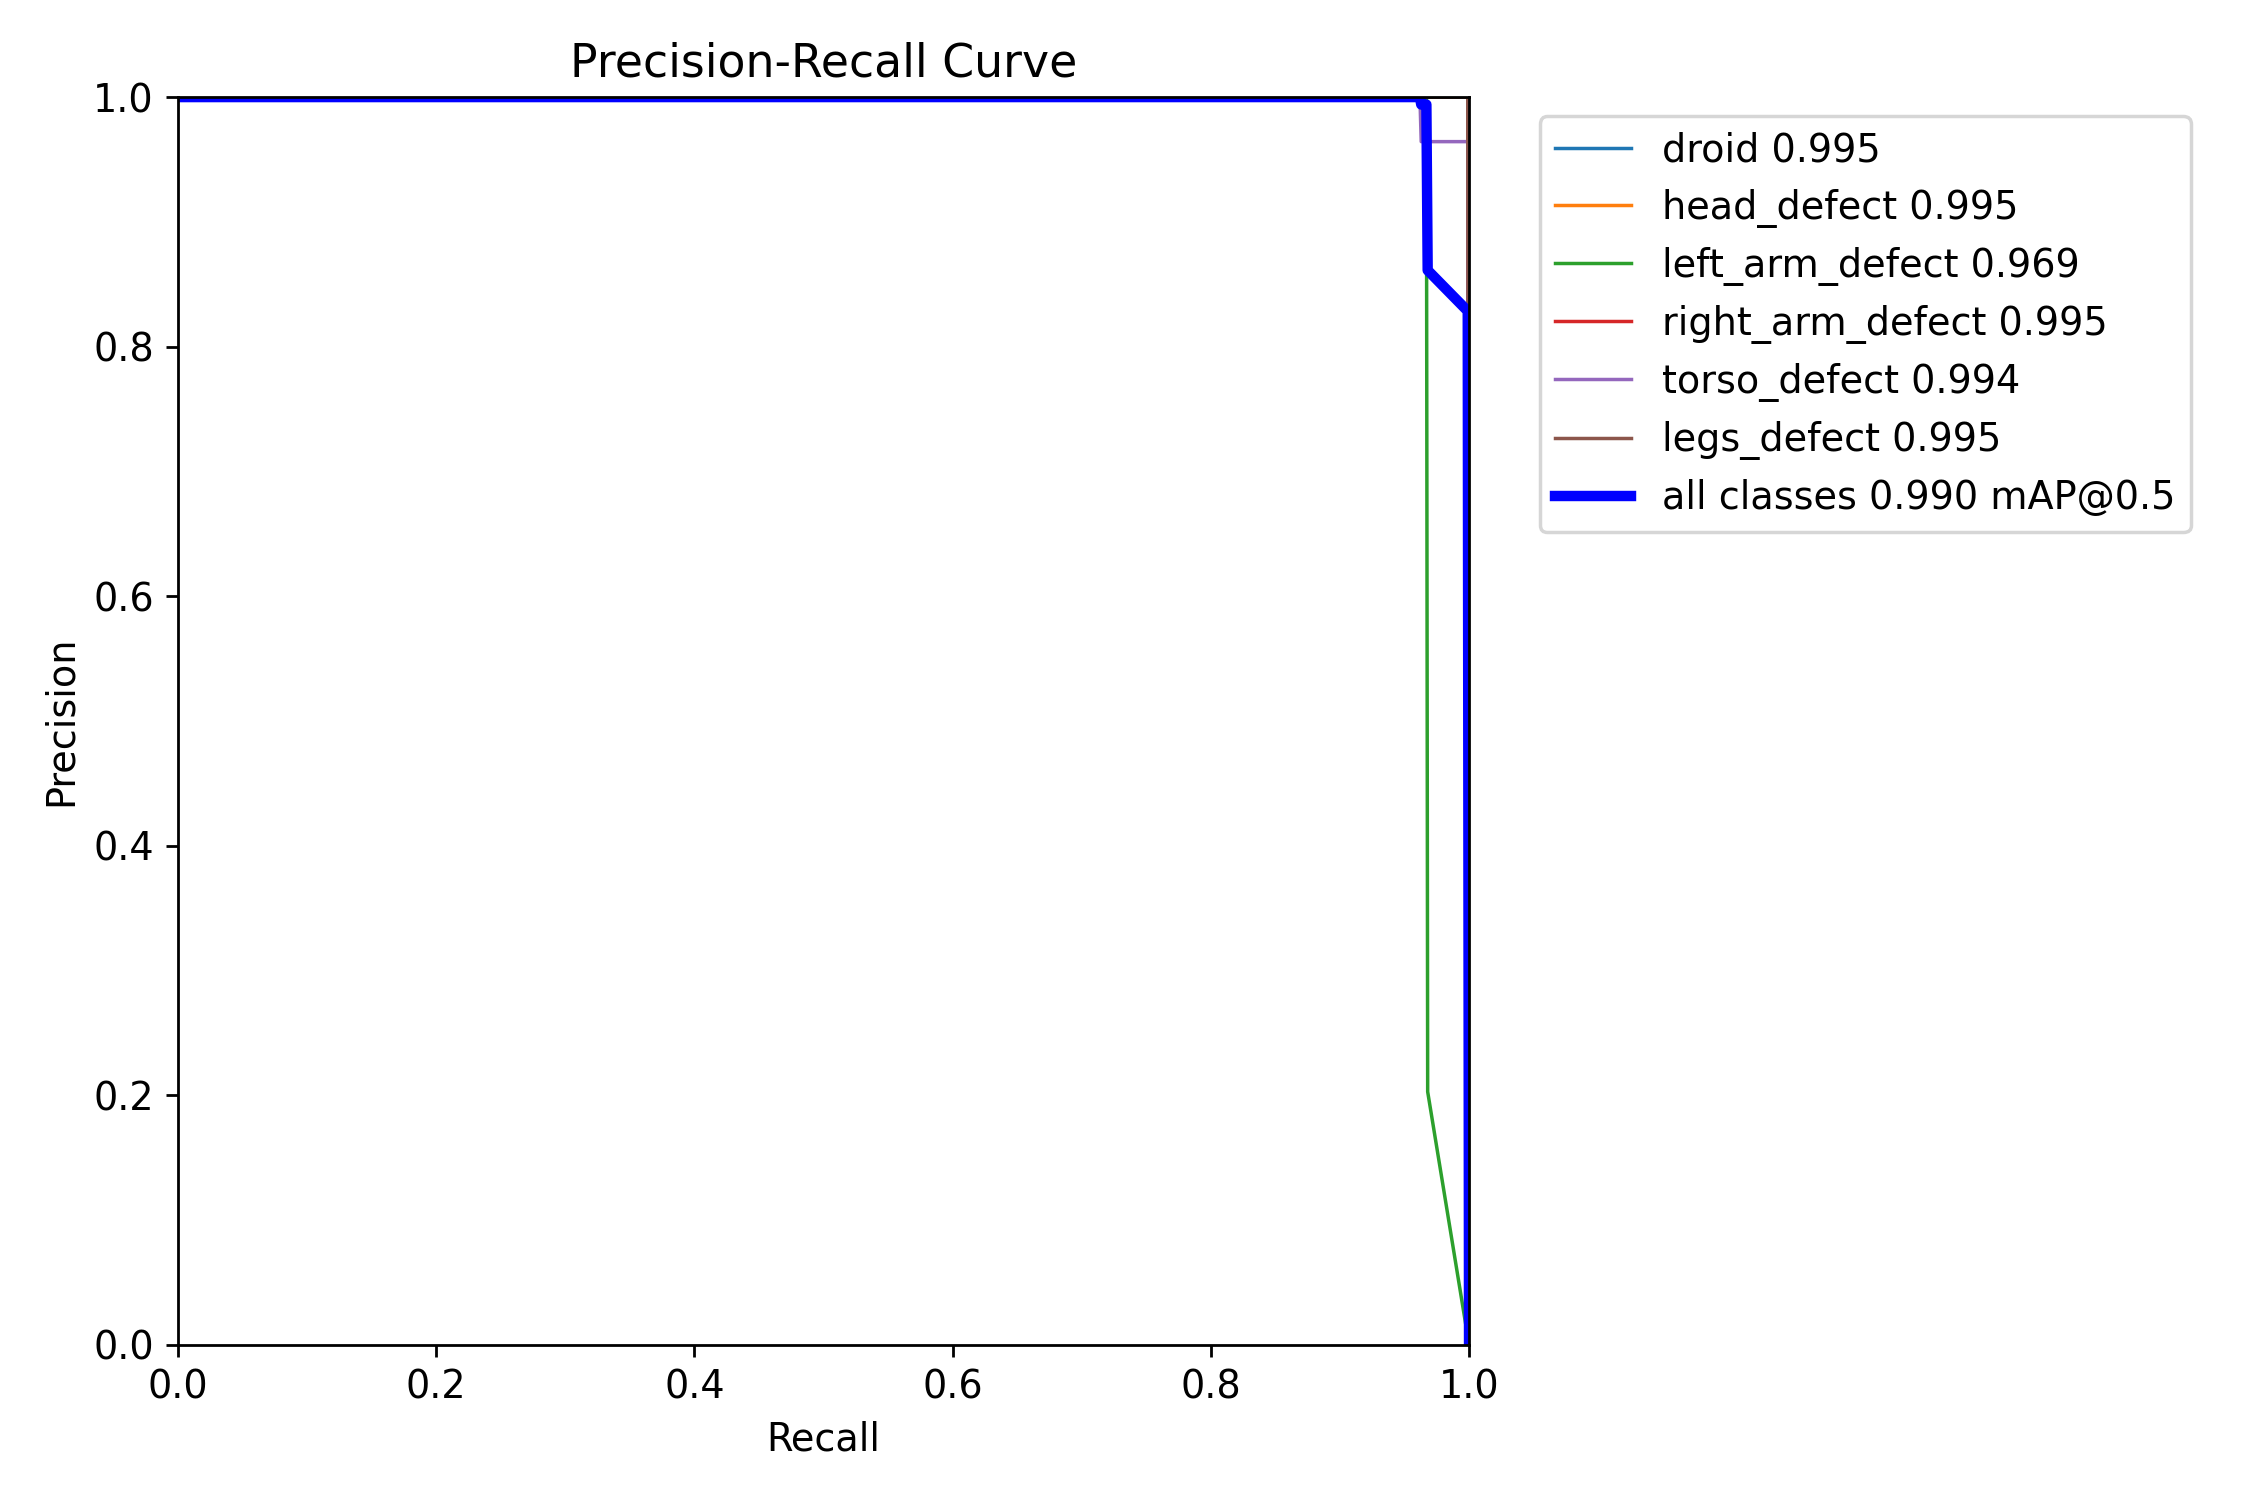 Precision-Recall Curve
1.0
0.8
0.6
0.4
0.2
0.0
Precision
0.0 0.2 0.4 0.6 0.8 1.0
Recall
droid 0.995
head_defect 0.995
left_arm_defect 0.969
right_arm_defect 0.995
torso_defect 0.994
legs_defect 0.995
all classes 0.990 mAP@0.5